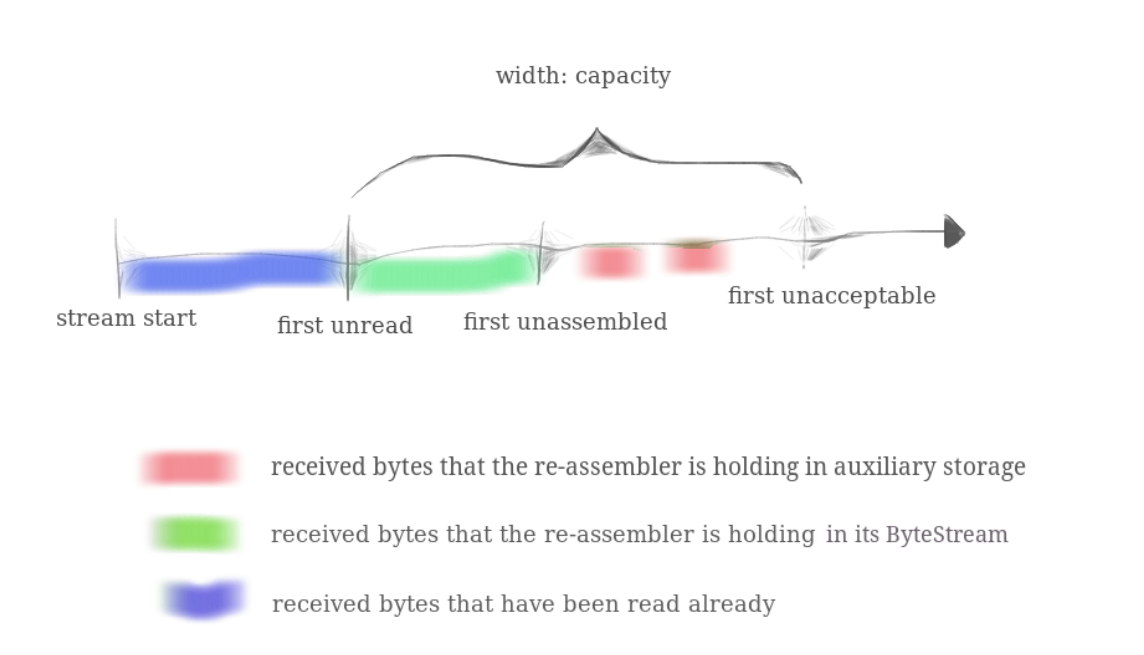 width: capacity
stream start
first unread
first unassembled
first unacceptable
received bytes that the re-assembler is holding in auxiliary storage
received bytes that the re-assembler is holding in its ByteStream
received bytes that have been read already